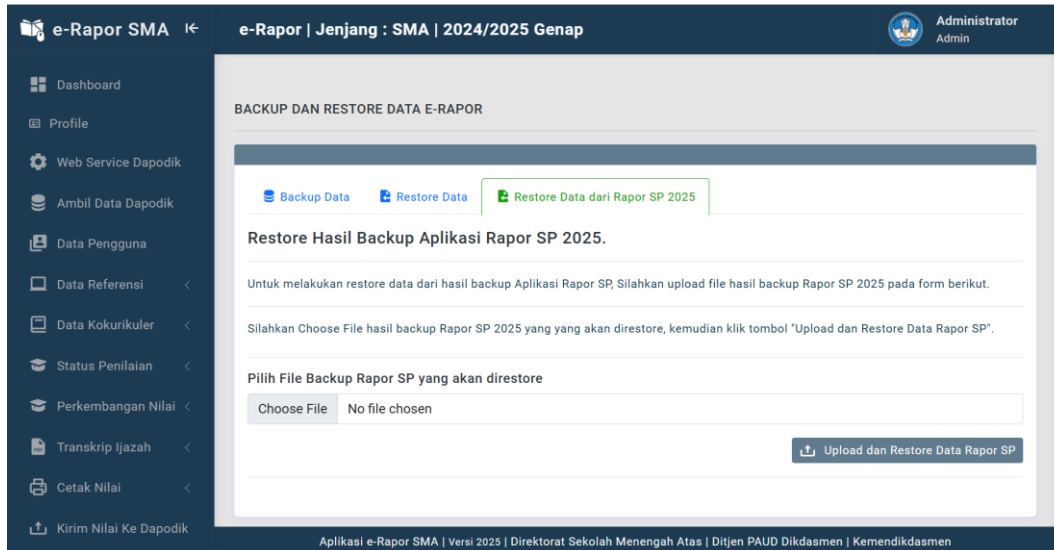 e-Rapor SMA
e-Rapor | Jenjang : SMA | 2024/2025 Genap
Administrator
Admin
Dashboard
Profile
Web Service Dapodik
Ambil Data Dapodik
Data Pengguna
Data Referensi
Data Kokurikuler
Status Penilaian
Perkembangan Nilai
Transkrip Ijazah
Cetak Nilai
Kirim Nilai Ke Dapodik
BACKUP DAN RESTORE DATA E-RAPOR
Backup Data
Restore Data
Restore Data dari Rapor SP 2025
Restore Hasil Backup Aplikasi Rapor SP 2025.
Untuk melakukan restore data dari hasil backup Aplikasi Rapor SP, Silahkan upload file hasil backup Rapor SP 2025 pada form berikut.
Silahkan Choose File hasil backup Rapor SP 2025 yang yang akan direstore, kemudian klik tombol "Upload dan Restore Data Rapor SP".
Pilih File Backup Rapor SP yang akan direstore
Choose File No file chosen
Upload dan Restore Data Rapor SP
Aplikasi e-Rapor SMA | Versi 2025 | Direktorat Sekolah Menengah Atas | Ditjen PAUD Dikdasmen | Kemendikdasmen